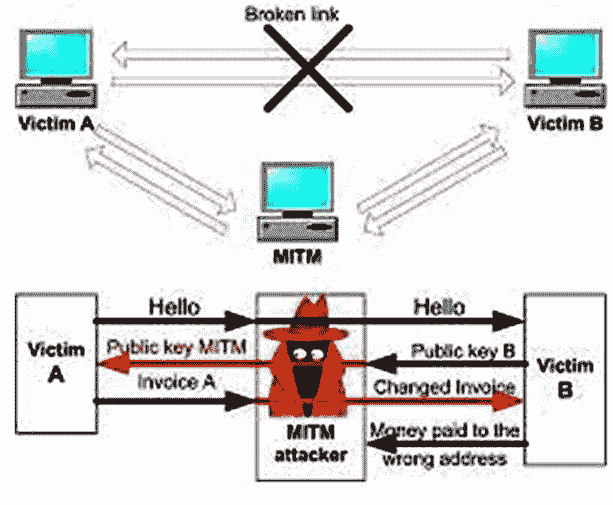 Broken link
Victim A
Victim B
MITM
Hello
Hello
Victim
A
Public key MITM
Public key B
Victim
B
Invoice A
Changed Invoice
MITM
attacker
Money paid to the
wrong address